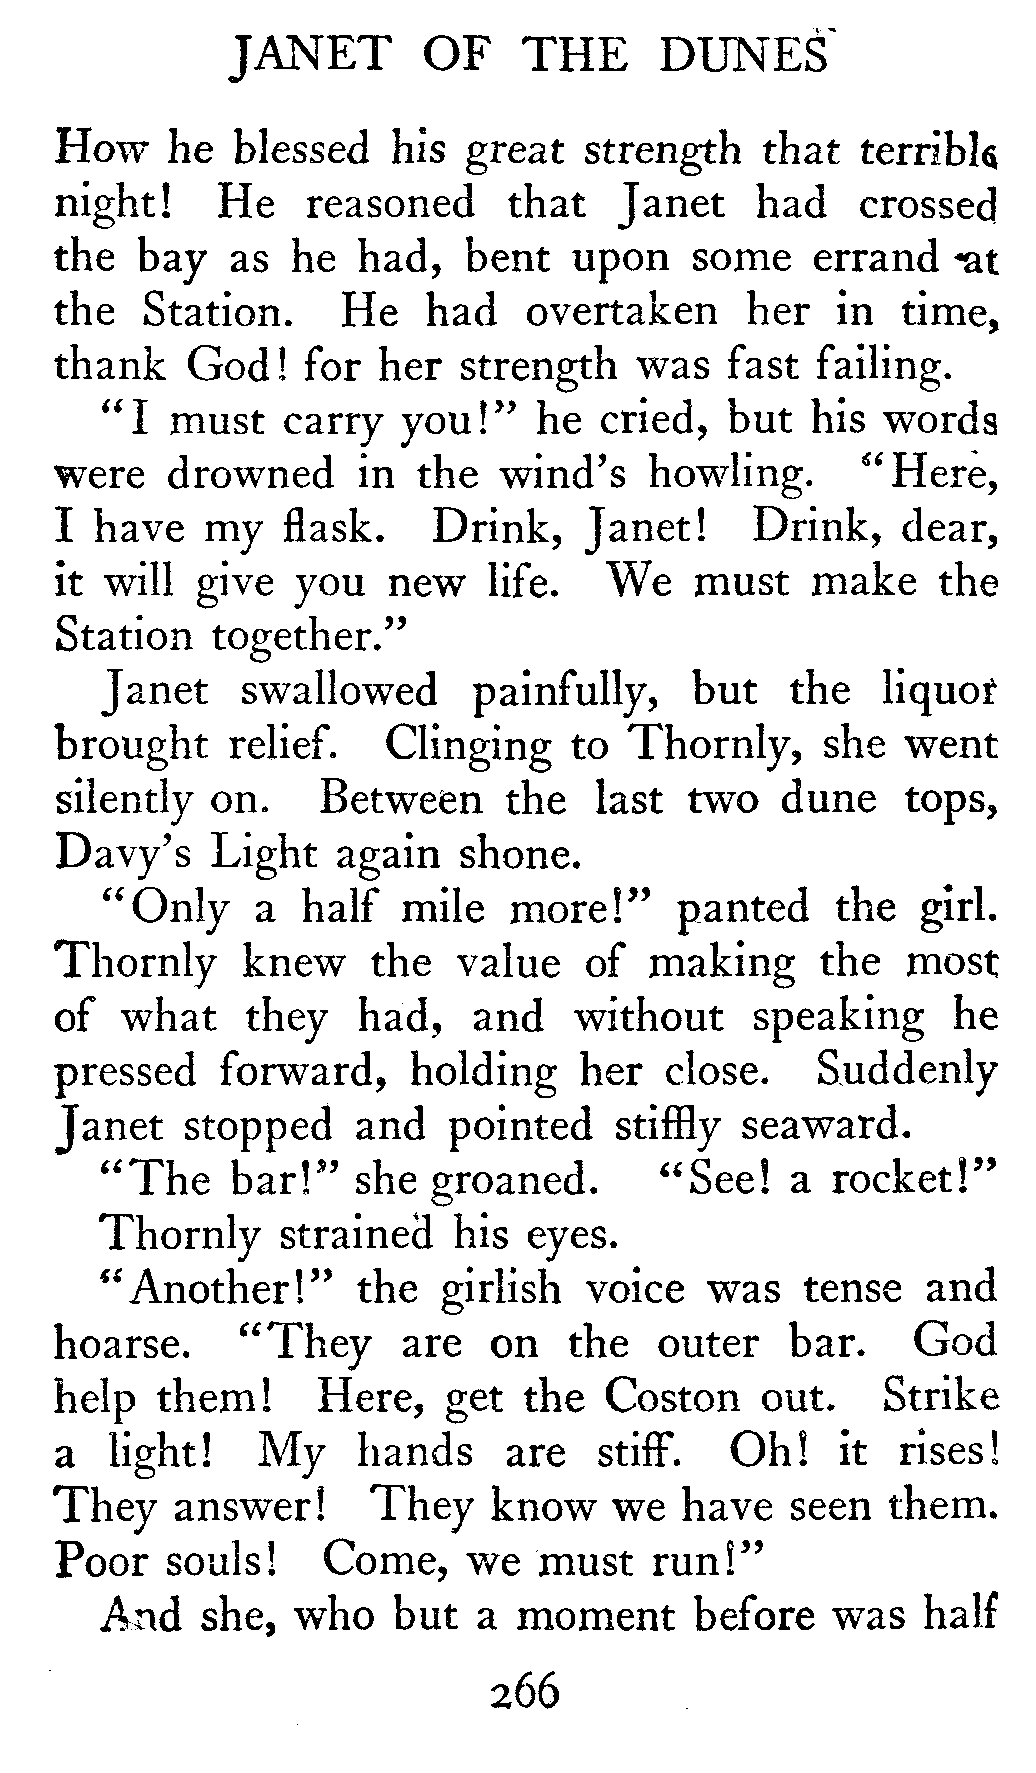 JANET OF THE DUNES
How he blessed his great strength that terrible
night! He reasoned that Janet had crossed
the bay as he had, bent upon some errand at
the Station. He had overtaken her in time,
thank God! for her strength was fast failing.
"I must carry you!" he cried, but his words
were drowned in the wind's howling. "Here,
I have my flask. Drink, Janet! Drink, dear,
it will give you new life. We must make the
Station together."
Janet swallowed painfully, but the liquor
brought relief. Clinging to Thornly, she went
silently on. Between the last two dune tops,
Davy's Light again shone.
"Only a half mile more!" panted the girl.
Thornly knew the value of making the most
of what they had, and without speaking he
pressed forward, holding her close. Suddenly
Janet stopped and pointed stiffly seaward.
"The bar!" she groaned. "See! a rocket!"
Thornly strained his eyes.
"Another!" the girlish voice was tense and
hoarse. "They are on the outer bar. God
help them! Here, get the Coston out. Strike
a light! My hands are stiff. Oh! it rises!
They answer! They know we have seen them.
Poor souls! Come, we must run!"
And she, who but a moment before was half
266